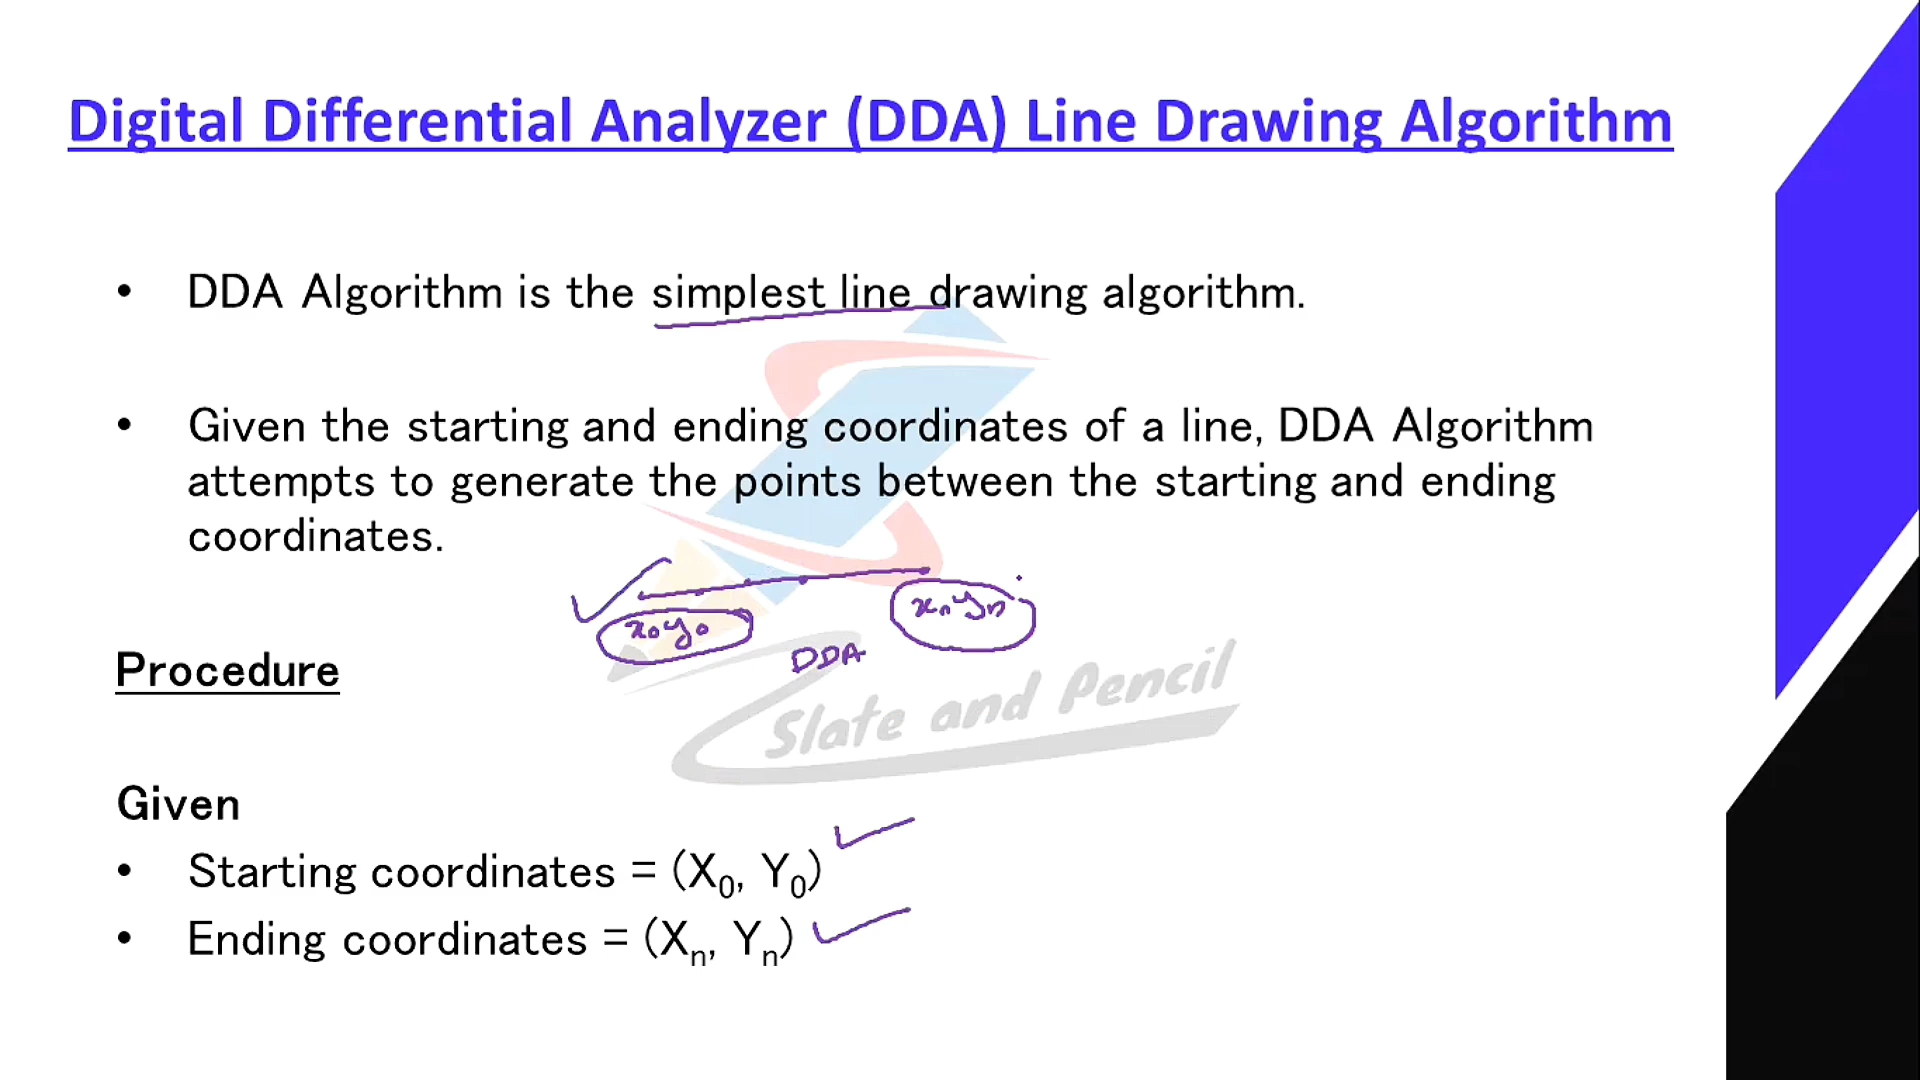 Digital Differential Analyzer (DDA) Line Drawing Algorithm
• DDA Algorithm is the simplest line drawing algorithm.
• Given the starting and ending coordinates of a line, DDA Algorithm
attempts to generate the points between the starting and ending
coordinates.
x₀y₀
xₙyₙ
DDA
Procedure
Slate and Pencil
Given
• Starting coordinates = (X₀, Y₀)
• Ending coordinates = (Xₙ, Yₙ)